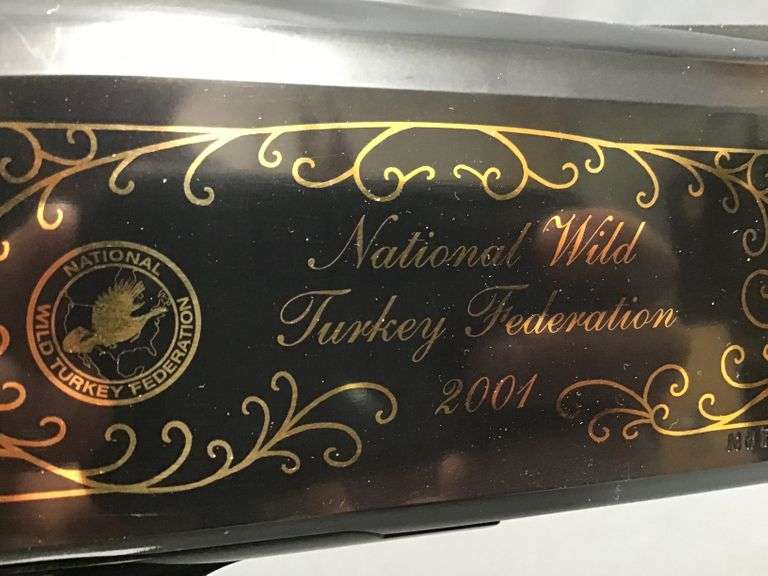 National Wild
Turkey Federation
2001
NATIONAL
WILD TURKEY FEDERATION